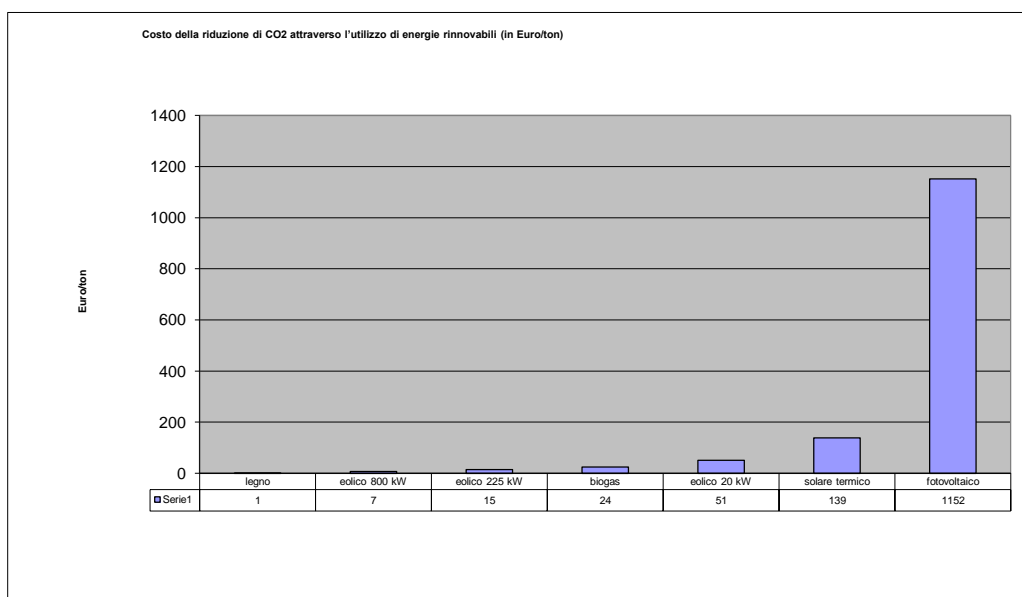 Costo della riduzione di CO2 attraverso l'utilizzo di energie rinnovabili (in Euro/ton)
1400
1200
1000
800
600
400
200
0
Euro/ton
legno eolico 800 kW eolico 225 kW biogas eolico 20 kW solare termico fotovoltaico
Serie1 1 7 15 24 51 139 1152